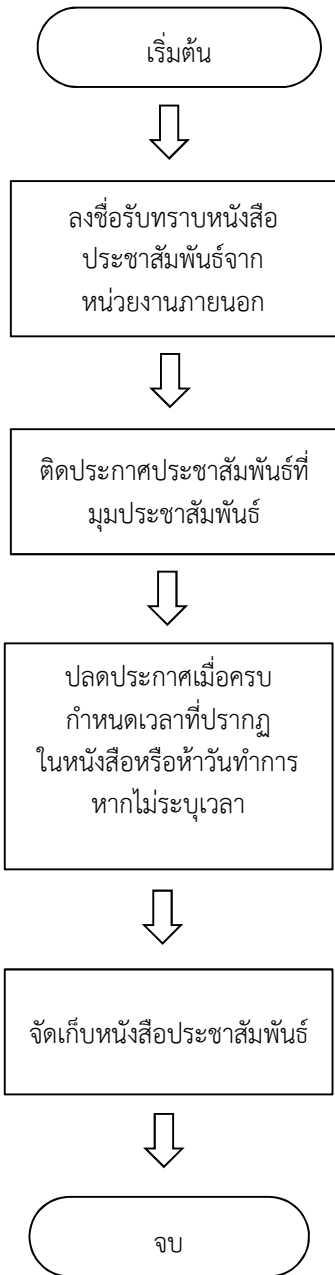 เริ่มต้น
ลงชื่อรับทราบหนังสือ
ประชาสัมพันธ์จาก
หน่วยงานภายนอก
ติดประกาศประชาสัมพันธ์ที่
มุมประชาสัมพันธ์
ปลดประกาศเมื่อครบ
กำหนดเวลาที่ปรากฏ
ในหนังสือหรือห้าวันทำการ
หากไม่ระบุเวลา
จัดเก็บหนังสือประชาสัมพันธ์
จบ